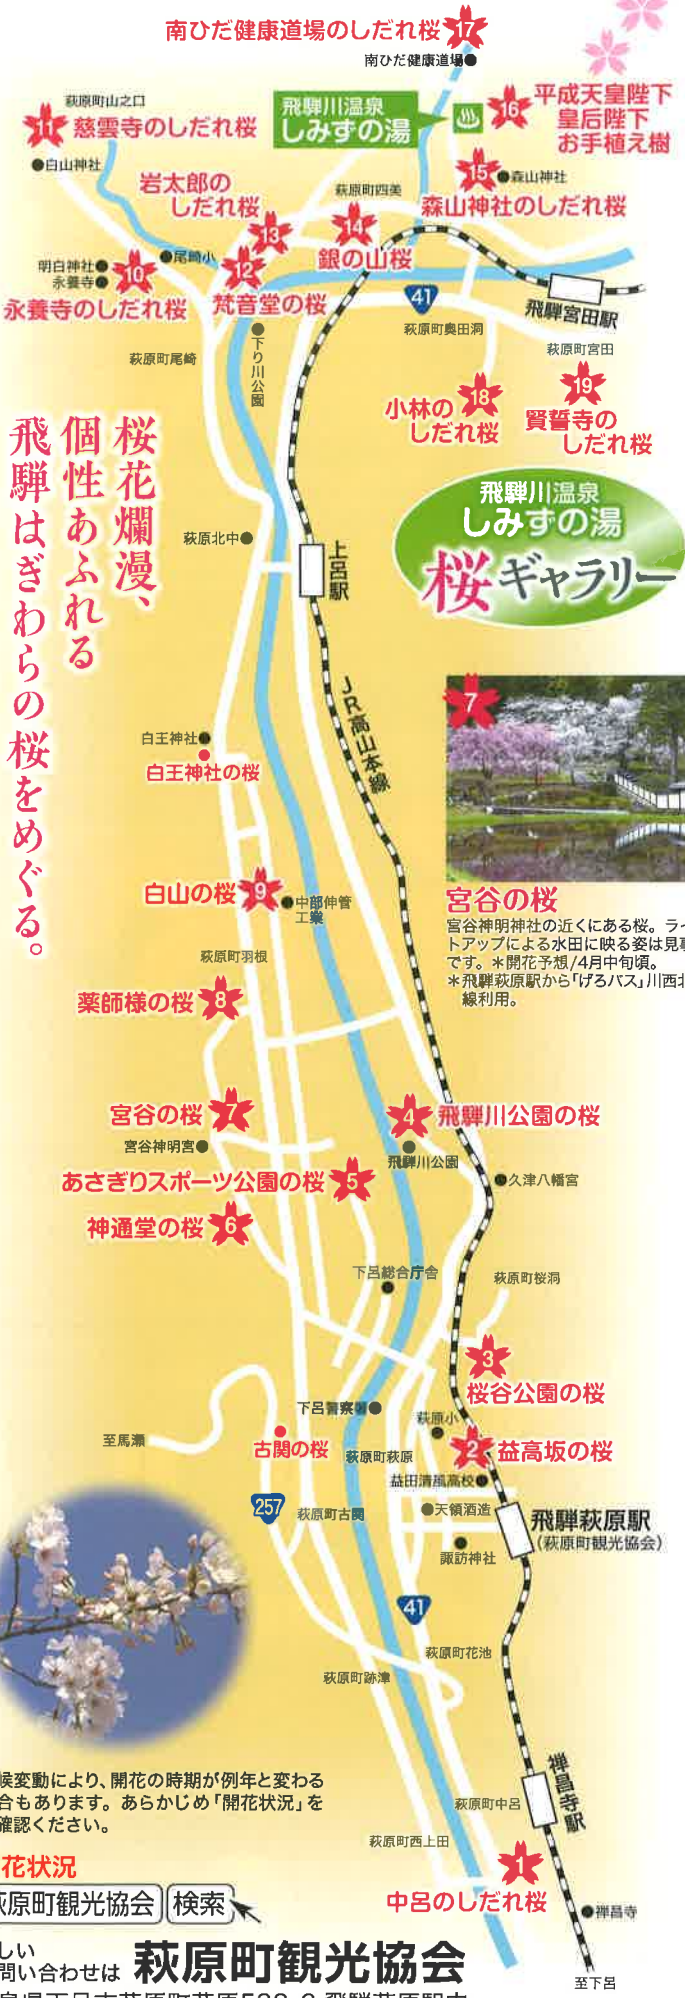 南ひだ健康道場のしだれ桜
17
南ひだ健康道場
萩原町山之口
11
慈雲寺のしだれ桜
白山神社
飛騨川温泉
しみずの湯
16
平成天皇陛下
皇后陛下
お手植え樹
15
森山神社
森山神社のしだれ桜
岩太郎の
しだれ桜
13
萩原町四美
14
銀の山桜
明白神社
永養寺
10
永養寺のしだれ桜
尾崎小
12
梵音堂の桜
41
飛騨宮田駅
萩原町奥田洞
萩原町宮田
萩原町尾崎
下り川公園
18
小林の
しだれ桜
19
賢誓寺の
しだれ桜
桜花爛漫、
個性あふれる
飛騨はぎわらの桜をめぐる。
飛騨川温泉
しみずの湯
桜ギャラリー
萩原北中
上呂駅
JR高山本線
白王神社
白王神社の桜
7
宮谷の桜
宮谷神明神社の近くにある桜。ライ
トアップによる水田に映る姿は見事
です。＊開花予想/4月中旬頃。
＊飛騨萩原駅から「げろバス」川西北
線利用。
白山の桜
9
中部伸管
工業
萩原町羽根
薬師様の桜
8
宮谷の桜
7
宮谷神明宮
4
飛騨川公園の桜
飛騨川公園
あさぎりスポーツ公園の桜
5
久津八幡宮
神通堂の桜
6
下呂総合庁舎
萩原町桜洞
3
桜谷公園の桜
下呂警察署
萩原小
至馬瀬
古関の桜
萩原町萩原
2
益高坂の桜
益田清風高校
257
萩原町古関
天領酒造
飛騨萩原駅
(萩原町観光協会)
諏訪神社
41
萩原町花池
萩原町跡津
候変動により、開花の時期が例年と変わる
合もあります。あらかじめ「開花状況」を
確認ください。
禅昌寺駅
萩原町中呂
萩原町西上田
1
中呂のしだれ桜
花状況
萩原町観光協会
検索
禅昌寺
しい
問い合わせは
萩原町観光協会
至下呂